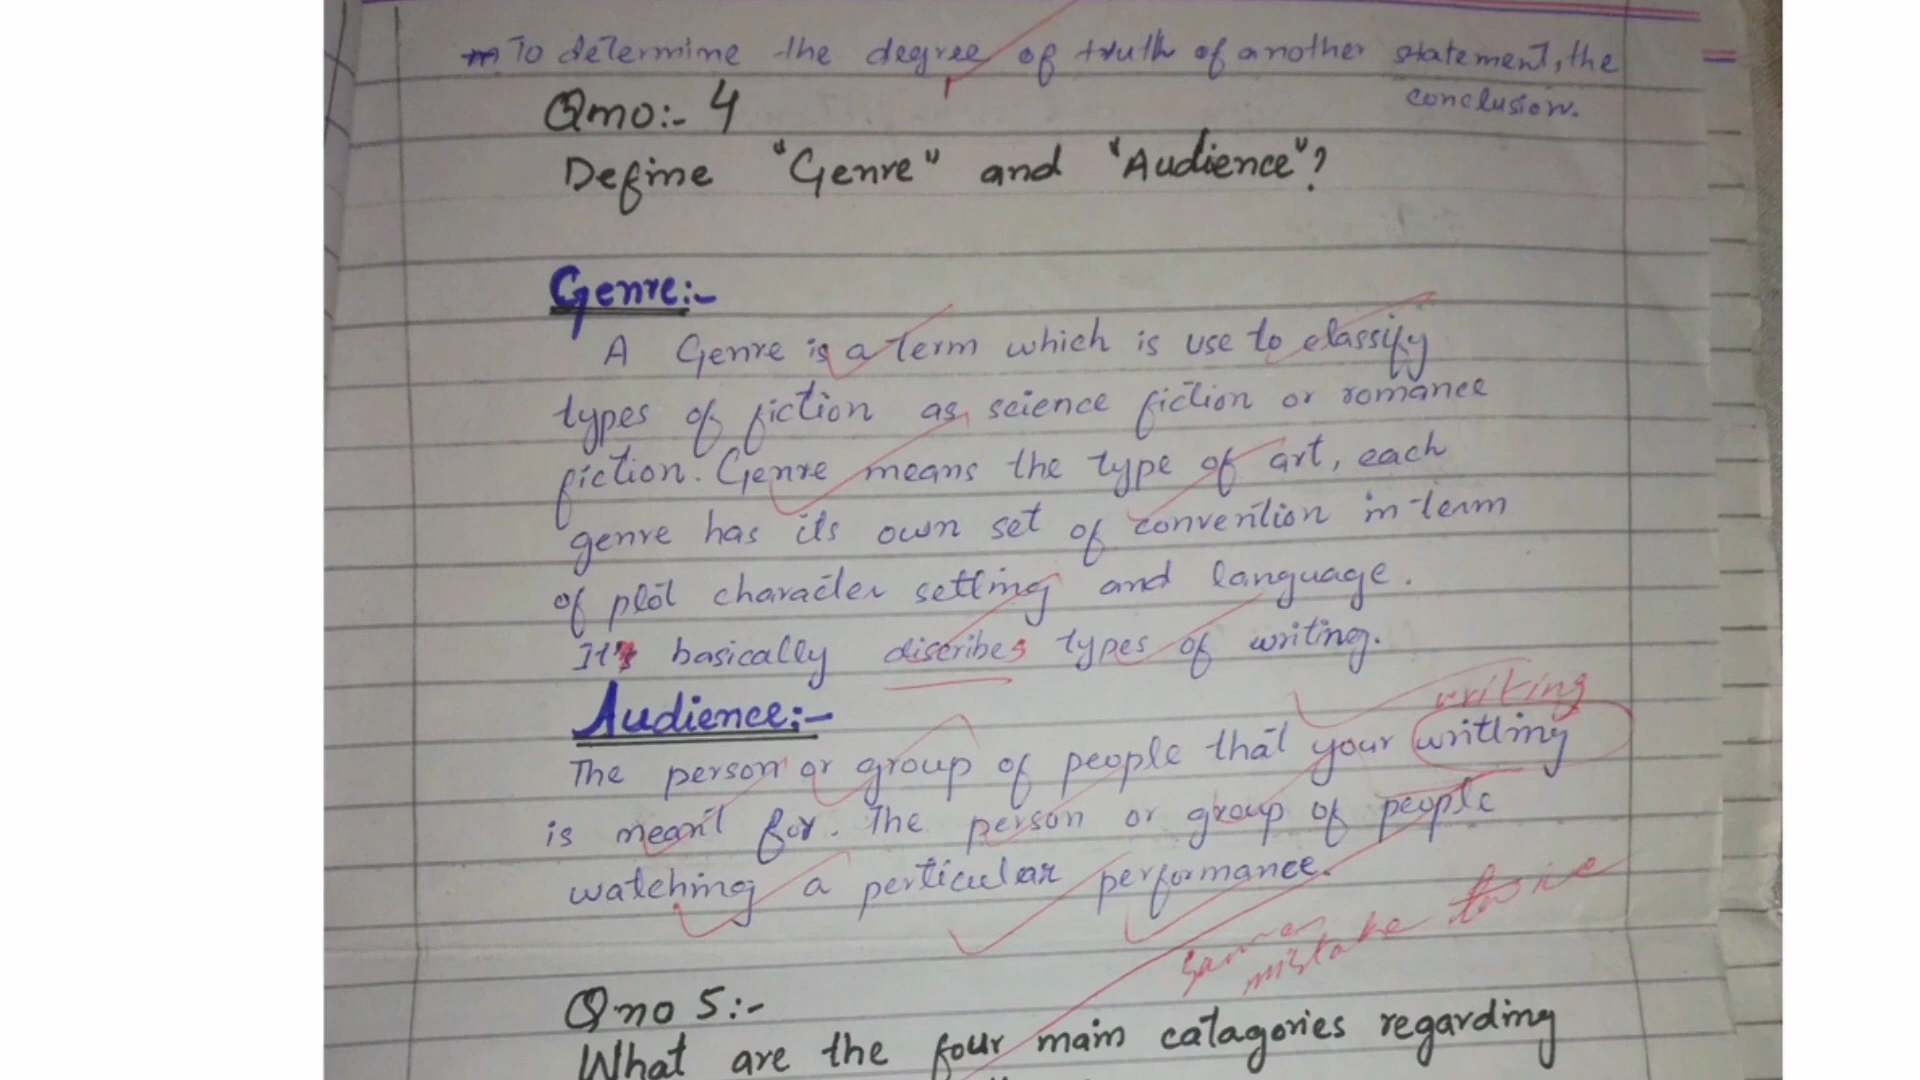 To determine the degree of truth of another statement, the
conclusion.
Qno:- 4
Define "Genre" and "Audience"?
Genre:-
A Genre is a term which is use to classify
types of fiction as science fiction or romance
fiction. Genre means the type of art, each
genre has its own set of convention in term
of plot character setting and language.
It's basically discribes types of writing.
Audience:-
writing
The person or group of people that your writting
is meant for. The person or group of people
watching a perticular performance.
same mistake twice
Qno 5:-
What are the four main catagories regarding